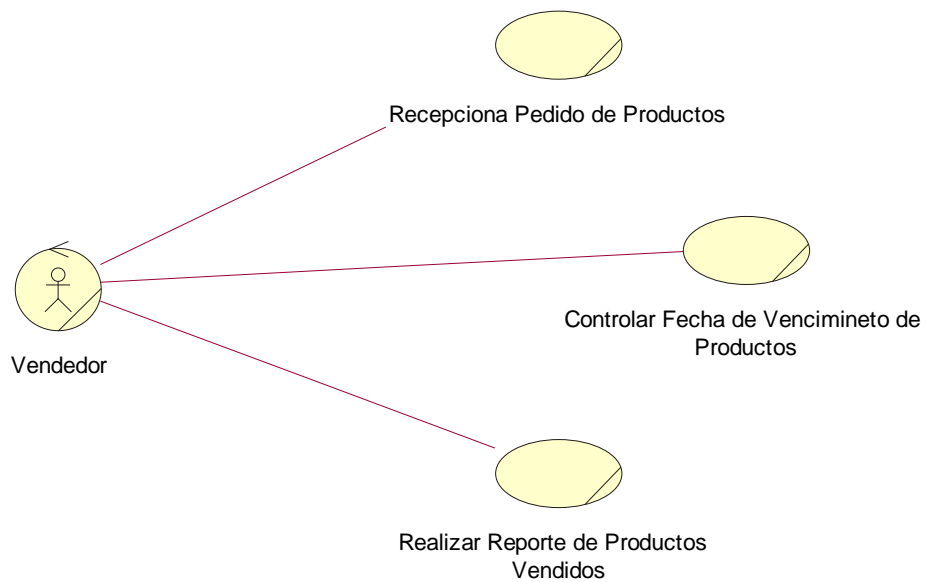 Recepciona Pedido de Productos
Controlar Fecha de Vencimineto de
Productos
Vendedor
Realizar Reporte de Productos
Vendidos